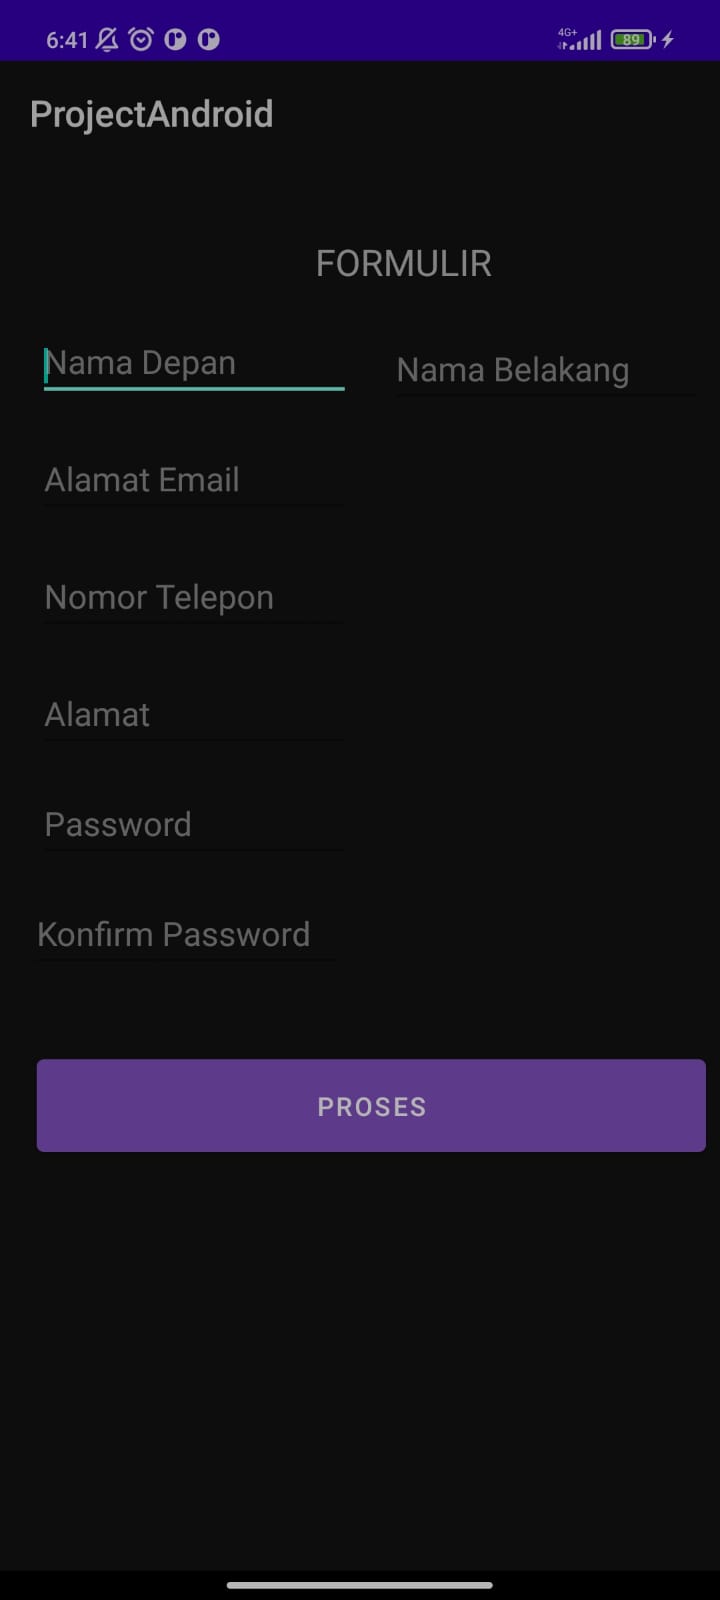 6:41 4G+ 89
ProjectAndroid
FORMULIR
Nama Depan Nama Belakang
Alamat Email
Nomor Telepon
Alamat
Password
Konfirm Password
PROSES